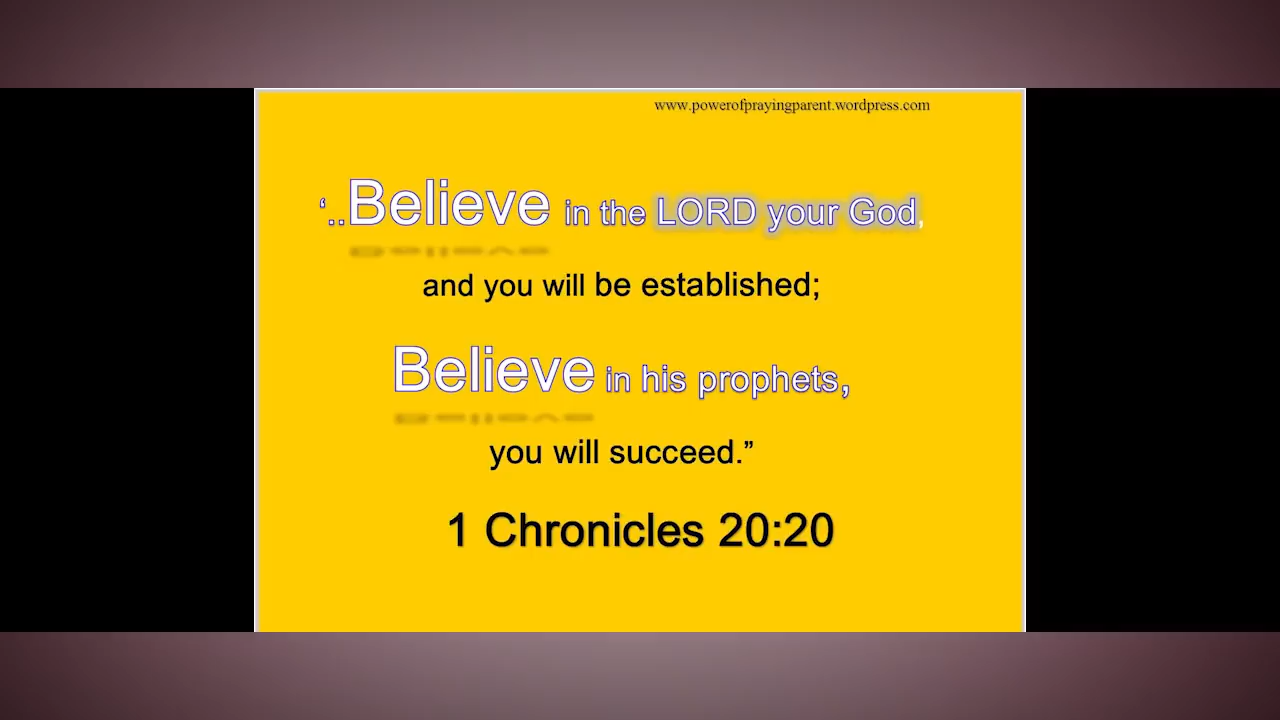 www.powerofprayingparent.wordpress.com
‘..Believe in the LORD your God,
and you will be established;
Believe in his prophets,
you will succeed.”
1 Chronicles 20:20